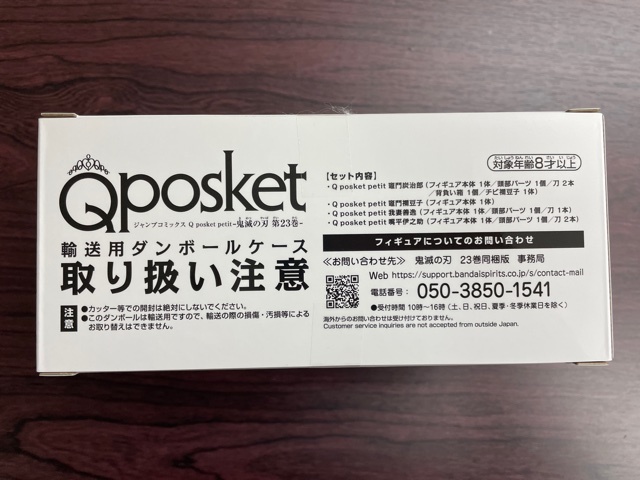 Qposket
ジャンプコミックス Q posket petit-鬼滅の刃 第23巻-
輸送用ダンボールケース
取り扱い注意
注意
●カッター等での開封は絶対にしないでください。
●このダンボールは輸送用ですので、輸送の際の損傷・汚損等による
お取り替えはできません。
対象年齢8才以上
【セット内容】
・Q posket petit 竈門炭治郎(フィギュア本体 1体/頭部パーツ 1個/刀 2本
/背負い箱 1個/チビ禰豆子 1体)
・Q posket petit 竈門禰豆子(フィギュア本体 1体)
・Q posket petit 我妻善逸(フィギュア本体 1体/頭部パーツ 1個/刀 1本)
・Q posket petit 嘴平伊之助(フィギュア本体 1体/頭部パーツ 1個/刀 2本)
フィギュアについてのお問い合わせ
≪お問い合わせ先≫ 鬼滅の刃 23巻同梱版 事務局
Web https://support.bandaispirits.co.jp/contact-mail
電話番号: 050-3850-1541
●受付時間 10時〜16時(土、日、祝日、夏季・冬季休業日を除く)
海外からのお問い合わせは受け付けておりません。
Customer service inquiries are not accepted from outside Japan.